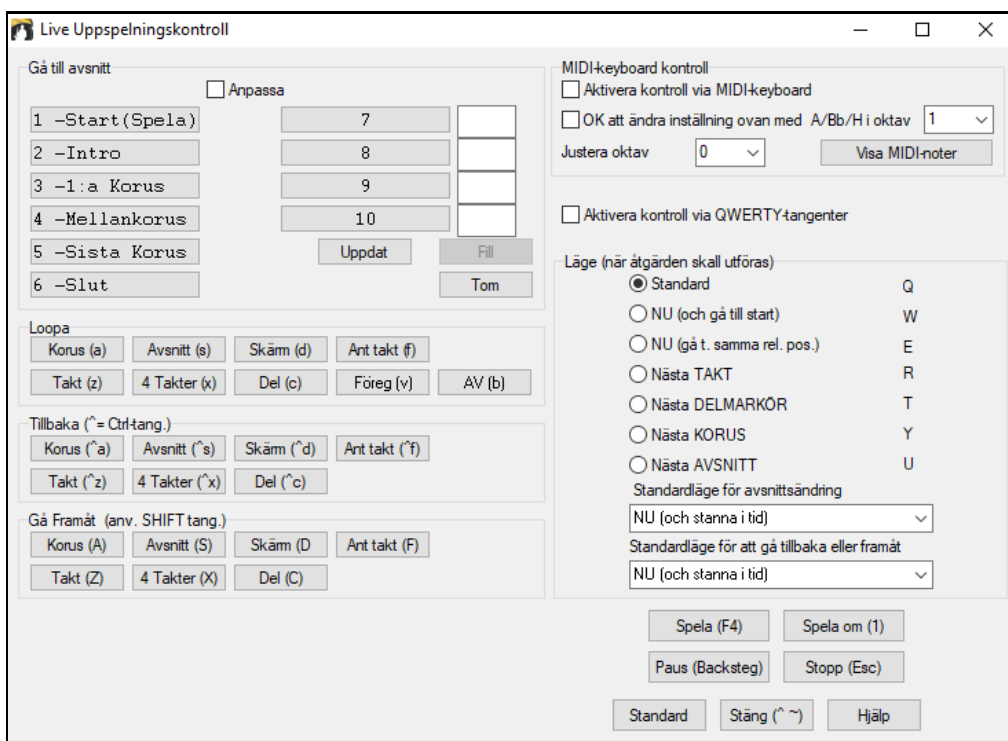 Live Uppspelningskontroll
Gå till avsnitt
Anpassa
1 -Start(Spela) 7
2 -Intro 8
3 -1:a Korus 9
4 -Mellankorus 10
5 -Sista Korus Uppdat Fill
6 -Slut Tom
Loopa
Korus (a) Avsnitt (s) Skärm (d) Ant takt (f)
Takt (z) 4 Takter (x) Del (c) Föreg (v) AV (b)
Tillbaka (^= Ctrl-tang.)
Korus (^a) Avsnitt (^s) Skärm (^d) Ant takt (^f)
Takt (^z) 4 Takter (^x) Del (^c)
Gå Framåt (anv. SHIFT tang.)
Korus (A) Avsnitt (S) Skärm (D Ant takt (F)
Takt (Z) 4 Takter (X) Del (C)
MIDI-keyboard kontroll
Aktivera kontroll via MIDI-keyboard
OK att ändra inställning ovan med A/Bb/H i oktav 1
Justera oktav 0 Visa MIDI-noter
Aktivera kontroll via QWERTY-tangenter
Läge (när åtgärden skall utföras)
Standard Q
NU (och gå till start) W
NU (gå t. samma rel. pos.) E
Nästa TAKT R
Nästa DELMARKÖR T
Nästa KORUS Y
Nästa AVSNITT U
Standardläge för avsnittsändring
NU (och stanna i tid)
Standardläge för att gå tillbaka eller framåt
NU (och stanna i tid)
Spela (F4) Spela om (1)
Paus (Backsteg) Stopp (Esc)
Standard Stäng (^ ~) Hjälp